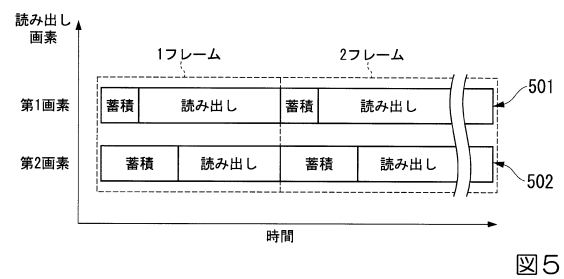 読み出し
画素
1フレーム 2フレーム
第1画素 蓄積 読み出し 蓄積 読み出し 501
第2画素 蓄積 読み出し 蓄積 読み出し 502
時間
図5